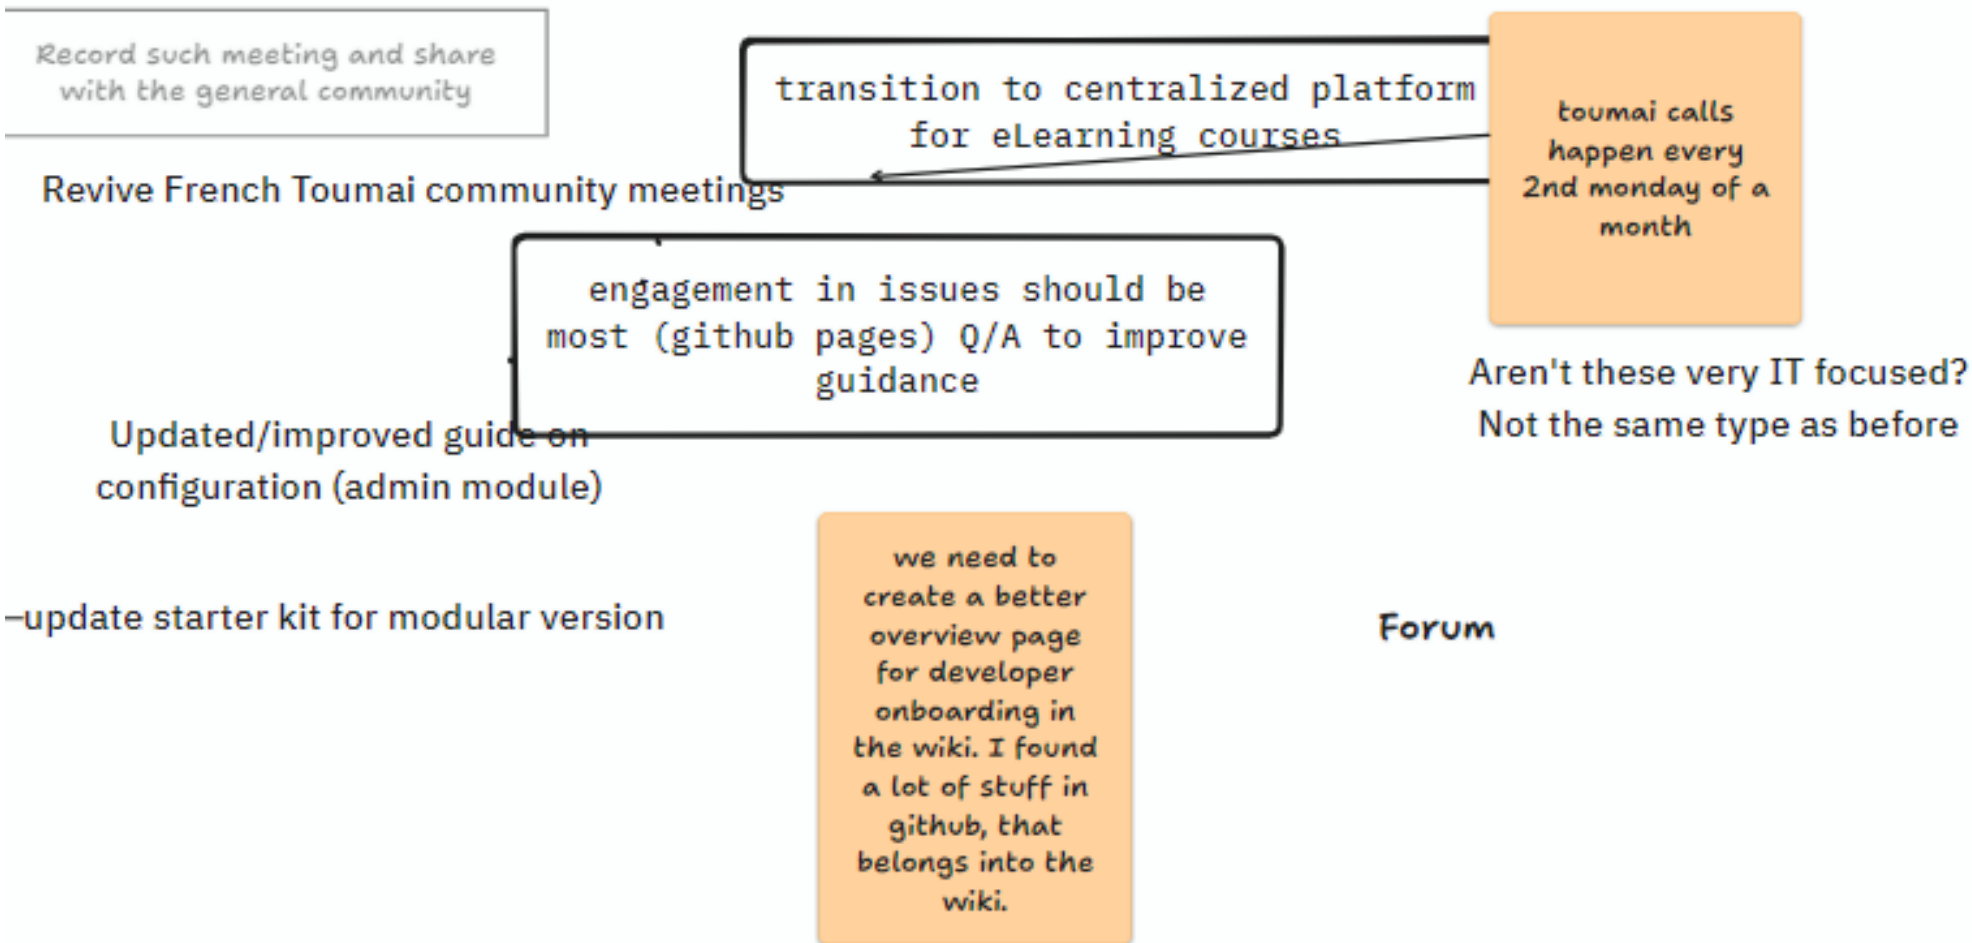 Record such meeting and share
with the general community
transition to centralized platform
for eLearning courses
toumai calls
happen every
2nd monday of a
month
Revive French Toumai community meetings
engagement in issues should be
most (github pages) Q/A to improve
guidance
Aren't these very IT focused?
Not the same type as before
Updated/improved guide on
configuration (admin module)
–update starter kit for modular version
we need to
create a better
overview page
for developer
onboarding in
the wiki. I found
a lot of stuff in
github, that
belongs into the
wiki.
Forum